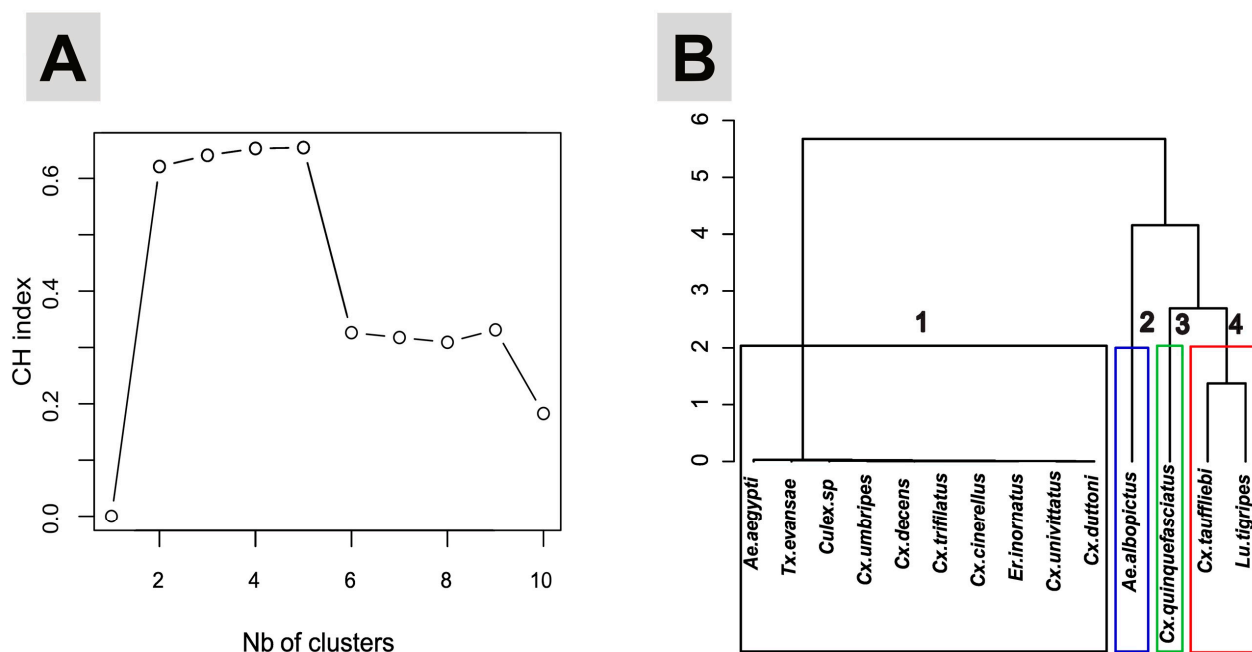 A
B
CH index
0.0
0.2
0.4
0.6
2
4
6
8
10
Nb of clusters
0
1
2
3
4
5
6
1
2
3
4
Ae.aegypti
Tx.evansae
Culex.sp
Cx.umbripes
Cx.decens
Cx.trifilatus
Cx.cinerellus
Er.inornatus
Cx.univittatus
Cx.duttoni
Ae.albopictus
Cx.quinquefasciatus
Cx.tauffliebi
Lu.tigripes